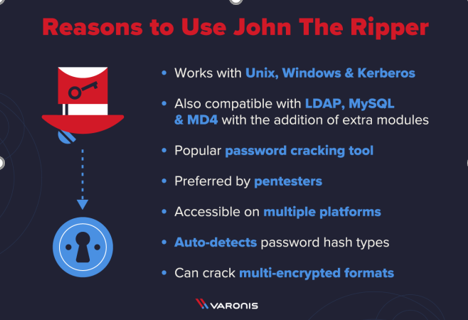 Reasons to Use John The Ripper
Works with Unix, Windows & Kerberos
Also compatible with LDAP, MySQL
& MD4 with the addition of extra modules
Popular password cracking tool
Preferred by pentesters
Accessible on multiple platforms
Auto-detects password hash types
Can crack multi-encrypted formats
VARONIS